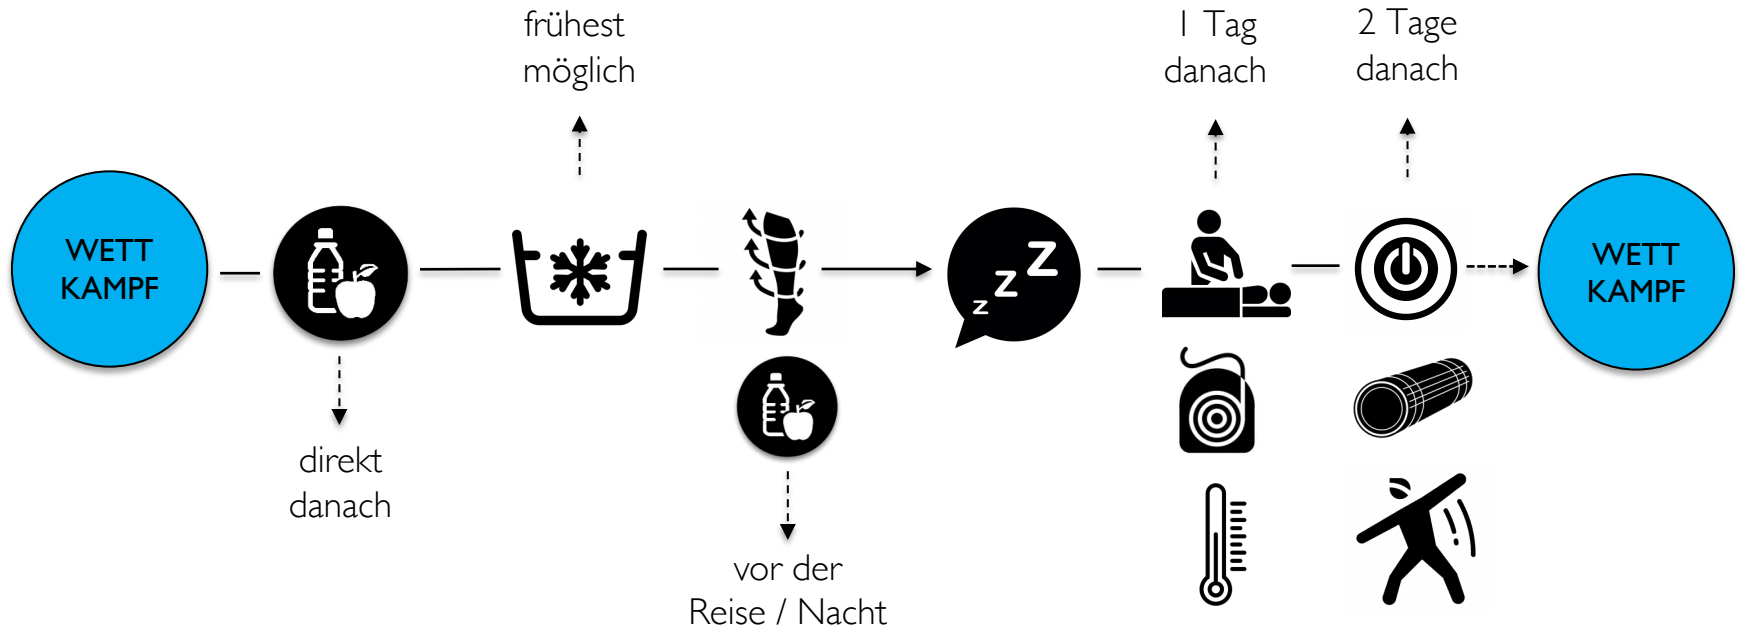 frühest
möglich
1 Tag
danach
2 Tage
danach
WETT
KAMPF
z z z
WETT
KAMPF
direkt
danach
vor der
Reise / Nacht